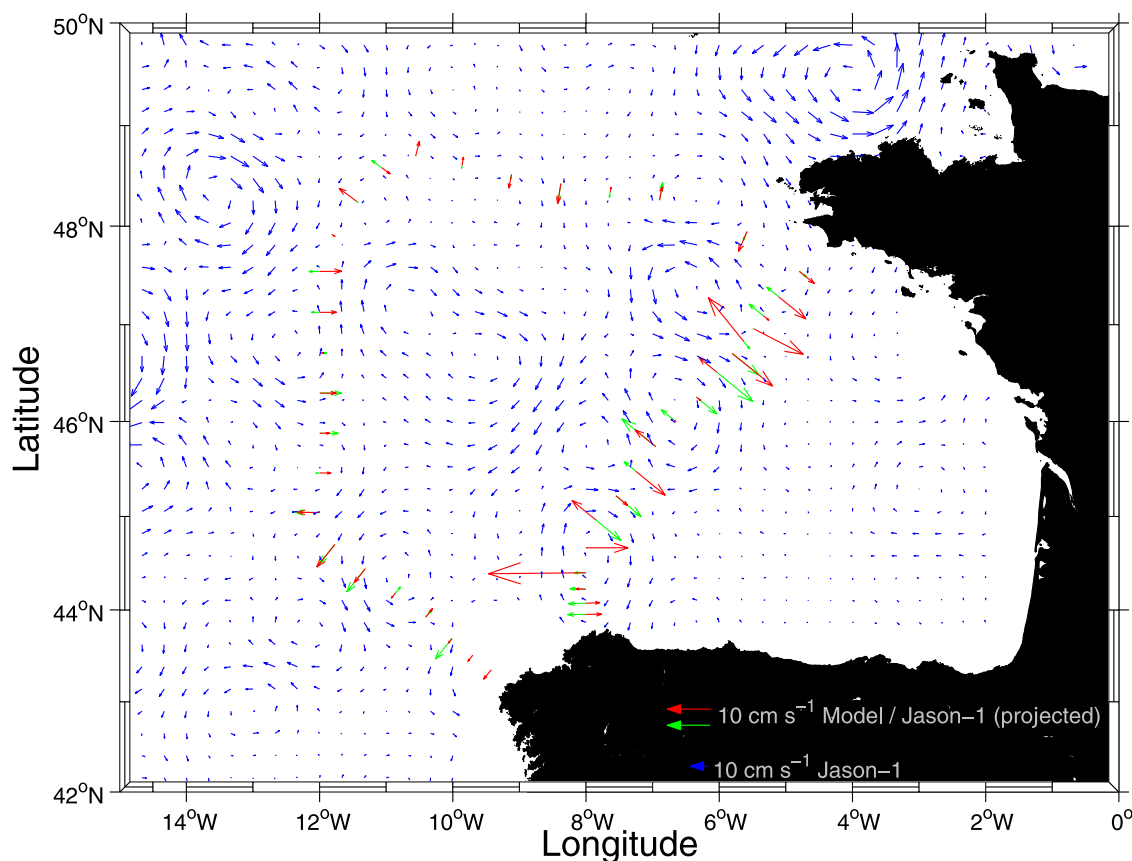 50°N
48°N
46°N
44°N
42°N
Latitude
10 cm s⁻¹ Model / Jason−1 (projected)
10 cm s⁻¹ Jason−1
14°W 12°W 10°W 8°W 6°W 4°W 2°W 0°
Longitude